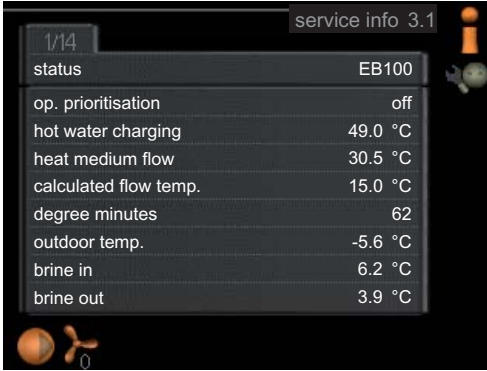 service info 3.1
1/14
status EB100
op. prioritisation off
hot water charging 49.0 °C
heat medium flow 30.5 °C
calculated flow temp. 15.0 °C
degree minutes 62
outdoor temp. -5.6 °C
brine in 6.2 °C
brine out 3.9 °C
0